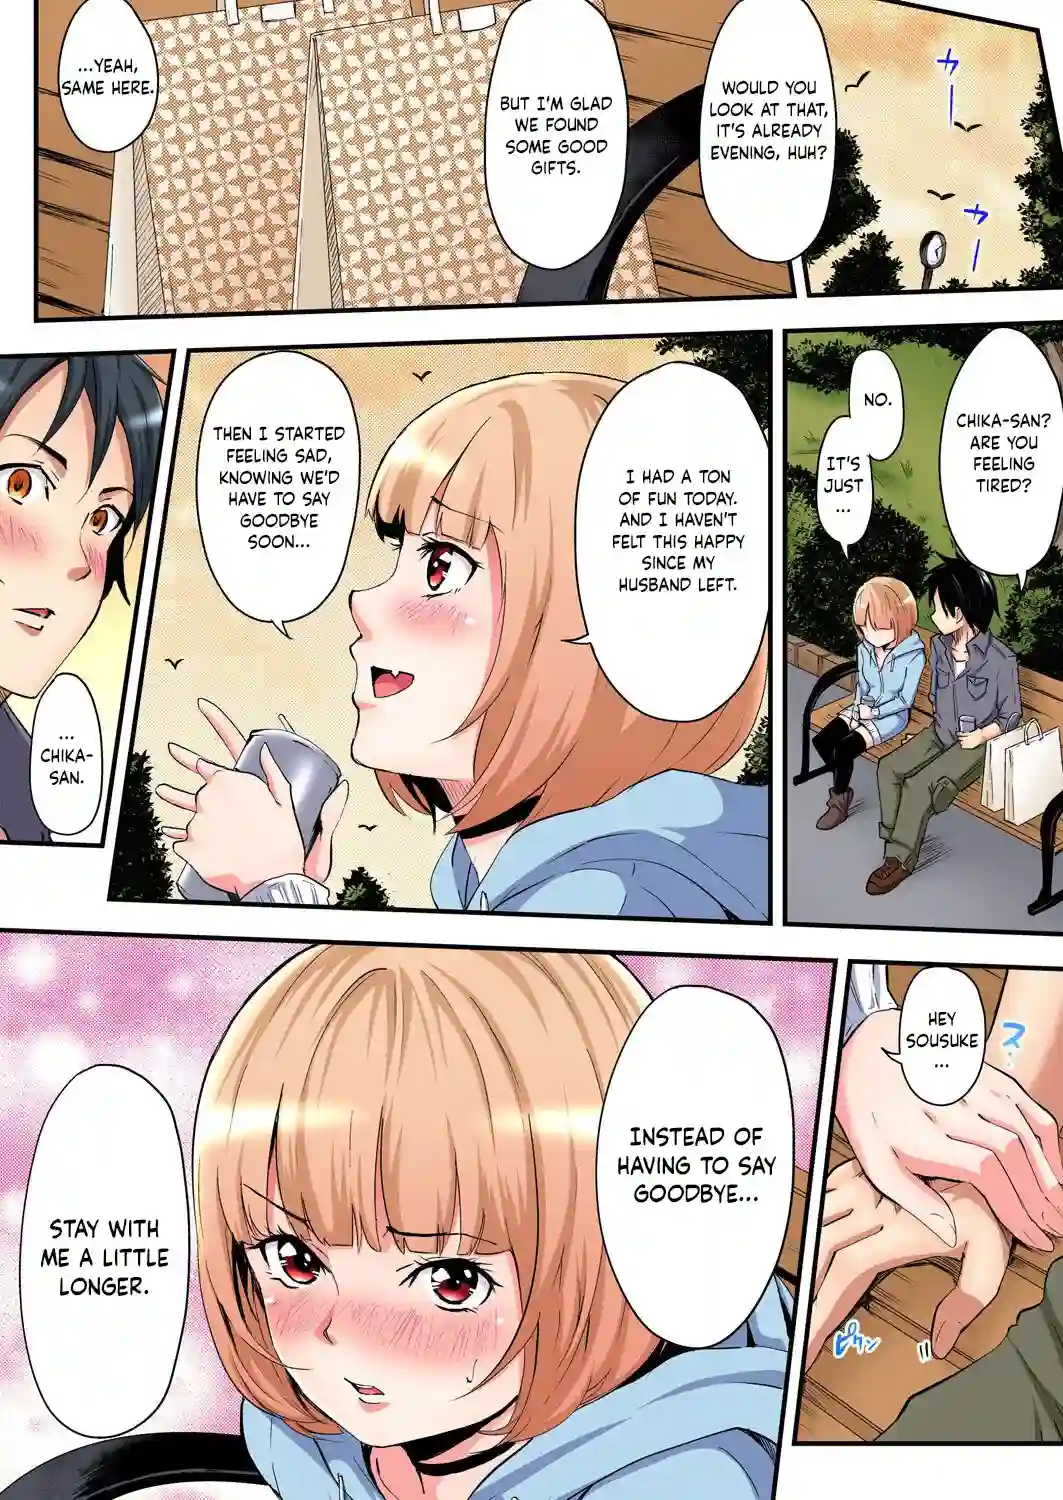 カー
カー
WOULD YOU
LOOK AT THAT,
IT'S ALREADY
EVENING, HUH?
BUT I'M GLAD
WE FOUND
SOME GOOD
GIFTS.
...YEAH,
SAME HERE.
CHIKA-SAN?
ARE YOU
FEELING
TIRED?
NO.
IT'S
JUST
...
I HAD A TON
OF FUN TODAY.
AND I HAVEN'T
FELT THIS HAPPY
SINCE MY
HUSBAND LEFT.
THEN I STARTED
FEELING SAD,
KNOWING WE'D
HAVE TO SAY
GOODBYE
SOON...
...
CHIKA-
SAN.
HEY
SOUSUKE
...
ス…
ピクン
INSTEAD OF
HAVING TO SAY
GOODBYE...
STAY WITH
ME A LITTLE
LONGER.